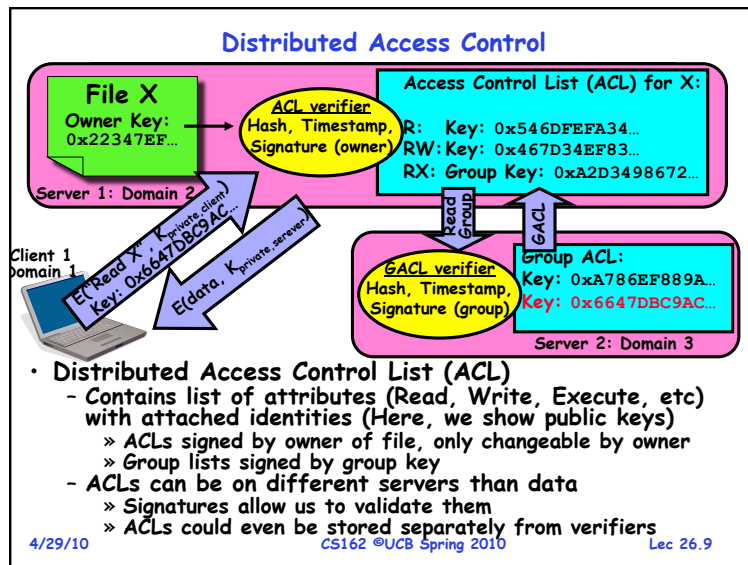 Distributed Access Control
File X
Owner Key:
0x22347EF…
ACL verifier
Hash, Timestamp,
Signature (owner)
Access Control List (ACL) for X:
R: Key: 0x546DFEFA34…
RW: Key: 0x467D34EF83…
RX: Group Key: 0xA2D3498672…
Server 1: Domain 2
Client 1
Domain 1
E("Read X", Kprivate,client)
Key: 0x6647DBC9AC…
E(data, Kprivate,serever)
Read
Group
GACL
GACL verifier
Hash, Timestamp,
Signature (group)
Group ACL:
Key: 0xA786EF889A…
Key: 0x6647DBC9AC…
Server 2: Domain 3
• Distributed Access Control List (ACL)
– Contains list of attributes (Read, Write, Execute, etc)
with attached identities (Here, we show public keys)
» ACLs signed by owner of file, only changeable by owner
» Group lists signed by group key
– ACLs can be on different servers than data
» Signatures allow us to validate them
» ACLs could even be stored separately from verifiers
4/29/10
CS162 ©UCB Spring 2010
Lec 26.9